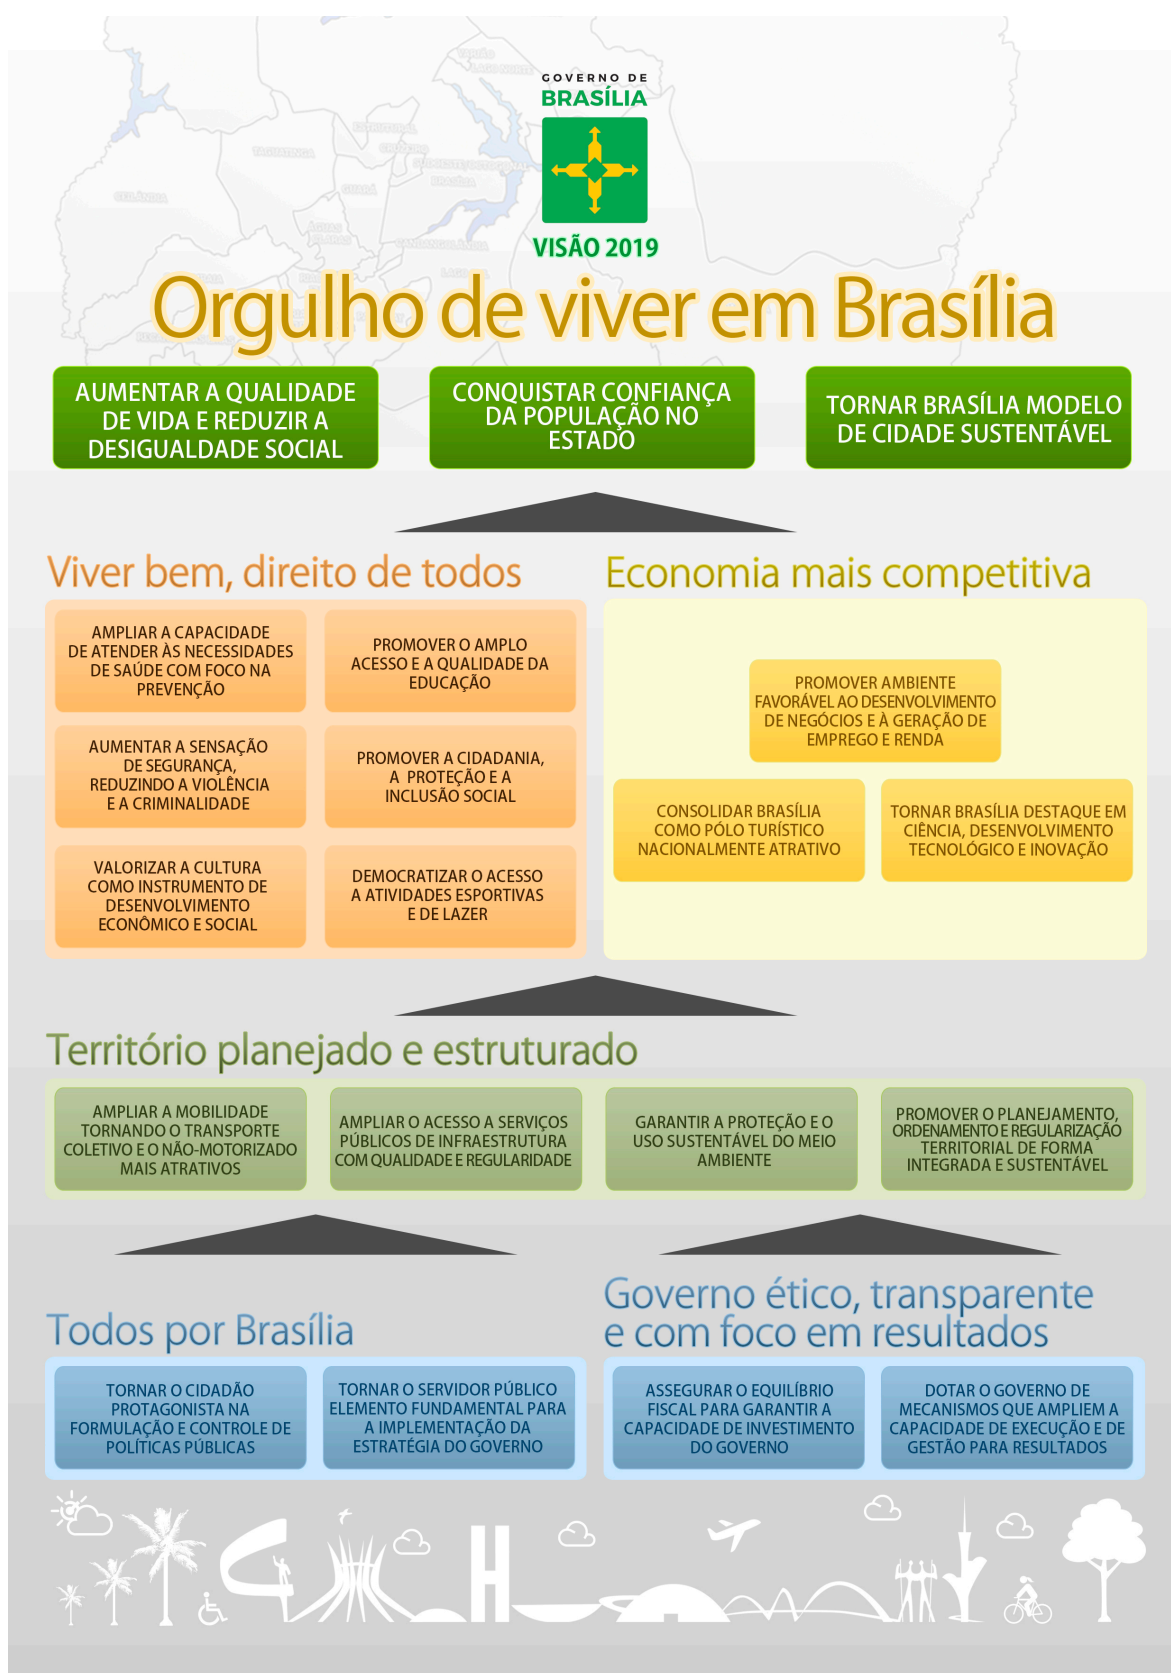 GOVERNO DE
BRASÍLIA
VISÃO 2019
Orgulho de viver em Brasília
AUMENTAR A QUALIDADE
DE VIDA E REDUZIR A
DESIGUALDADE SOCIAL
CONQUISTAR CONFIANÇA
DA POPULAÇÃO NO
ESTADO
TORNAR BRASÍLIA MODELO
DE CIDADE SUSTENTÁVEL
Viver bem, direito de todos
AMPLIAR A CAPACIDADE
DE ATENDER ÀS NECESSIDADES
DE SAÚDE COM FOCO NA
PREVENÇÃO
PROMOVER O AMPLO
ACESSO E A QUALIDADE DA
EDUCAÇÃO
AUMENTAR A SENSAÇÃO
DE SEGURANÇA,
REDUZINDO A VIOLÊNCIA
E A CRIMINALIDADE
PROMOVER A CIDADANIA,
A PROTEÇÃO E A
INCLUSÃO SOCIAL
VALORIZAR A CULTURA
COMO INSTRUMENTO DE
DESENVOLVIMENTO
ECONÔMICO E SOCIAL
DEMOCRATIZAR O ACESSO
A ATIVIDADES ESPORTIVAS
E DE LAZER
Economia mais competitiva
PROMOVER AMBIENTE
FAVORÁVEL AO DESENVOLVIMENTO
DE NEGÓCIOS E À GERAÇÃO DE
EMPREGO E RENDA
CONSOLIDAR BRASÍLIA
COMO PÓLO TURÍSTICO
NACIONALMENTE ATRATIVO
TORNAR BRASÍLIA DESTAQUE EM
CIÊNCIA, DESENVOLVIMENTO
TECNOLÓGICO E INOVAÇÃO
Território planejado e estruturado
AMPLIAR A MOBILIDADE
TORNANDO O TRANSPORTE
COLETIVO E O NÃO-MOTORIZADO
MAIS ATRATIVOS
AMPLIAR O ACESSO A SERVIÇOS
PÚBLICOS DE INFRAESTRUTURA
COM QUALIDADE E REGULARIDADE
GARANTIR A PROTEÇÃO E O
USO SUSTENTÁVEL DO MEIO
AMBIENTE
PROMOVER O PLANEJAMENTO,
ORDENAMENTO E REGULARIZAÇÃO
TERRITORIAL DE FORMA
INTEGRADA E SUSTENTÁVEL
Todos por Brasília
TORNAR O CIDADÃO
PROTAGONISTA NA
FORMULAÇÃO E CONTROLE DE
POLÍTICAS PÚBLICAS
TORNAR O SERVIDOR PÚBLICO
ELEMENTO FUNDAMENTAL PARA
A IMPLEMENTAÇÃO DA
ESTRATÉGIA DO GOVERNO
Governo ético, transparente
e com foco em resultados
ASSEGURAR O EQUILÍBRIO
FISCAL PARA GARANTIR A
CAPACIDADE DE INVESTIMENTO
DO GOVERNO
DOTAR O GOVERNO DE
MECANISMOS QUE AMPLIEM A
CAPACIDADE DE EXECUÇÃO E DE
GESTÃO PARA RESULTADOS